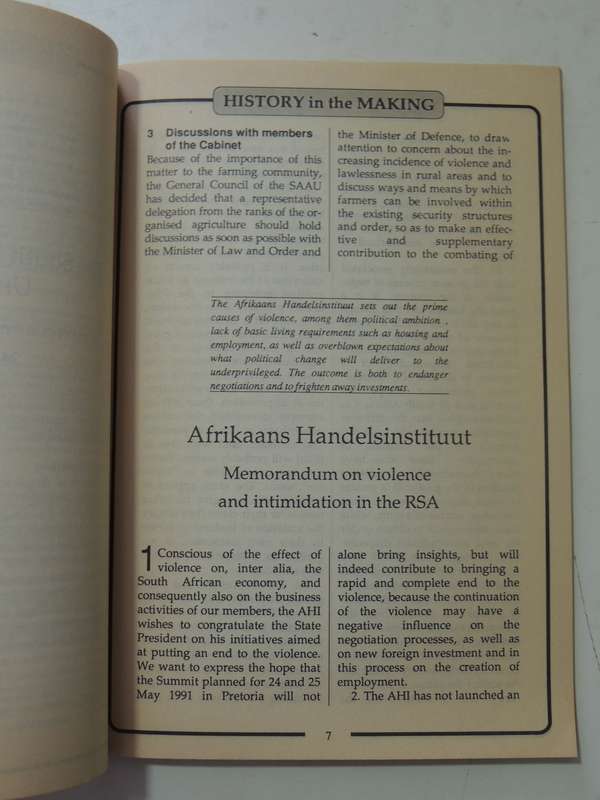 HISTORY in the MAKING
3 Discussions with members
of the Cabinet
Because of the importance of this
matter to the farming community,
the General Council of the SAAU
has decided that a representative
delegation from the ranks of the or-
ganised agriculture should hold
discussions as soon as possible with
the Minister of Law and Order and
the Minister of Defence, to draw
attention to concern about the in-
creasing incidence of violence and
lawlessness in rural areas and to
discuss ways and means by which
farmers can be involved within
the existing security structures
and order, so as to make an effec-
tive and supplementary
contribution to the combating of
The Afrikaans Handelsinstituut sets out the prime
causes of violence, among them political ambition ,
lack of basic living requirements such as housing and
employment, as well as overblown expectations about
what political change will deliver to the
underprivileged. The outcome is both to endanger
negotiations and to frighten away investments.
Afrikaans Handelsinstituut
Memorandum on violence
and intimidation in the RSA
1 Conscious of the effect of
violence on, inter alia, the
South African economy, and
consequently also on the business
activities of our members, the AHI
wishes to congratulate the State
President on his initiatives aimed
at putting an end to the violence.
We want to express the hope that
the Summit planned for 24 and 25
May 1991 in Pretoria will not
alone bring insights, but will
indeed contribute to bringing a
rapid and complete end to the
violence, because the continuation
of the violence may have a
negative influence on the
negotiation processes, as well as
on new foreign investment and in
this process on the creation of
employment.
2. The AHI has not launched an
7